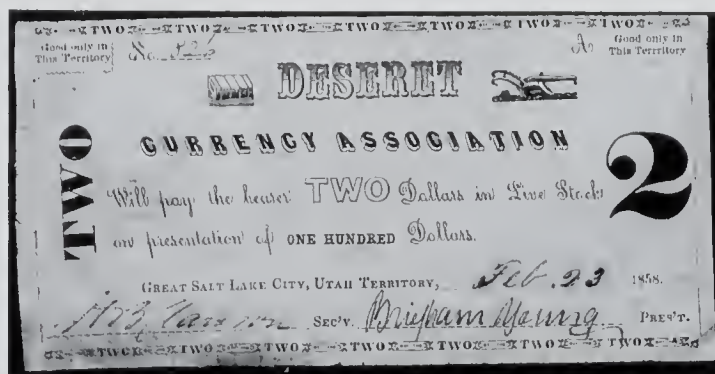 TWO TWO TWO TWO TWO TWO TWO TWO
Good only in This Territory
No. 526
A
Good only in This Territory
DESERET
TWO
CURRENCY ASSOCIATION
2
Will pay the bearer TWO Dollars in Live Stock
on presentation of ONE HUNDRED Dollars.
GREAT SALT LAKE CITY, UTAH TERRITORY, Feb. 23 1858.
SEC'Y. Brigham Young PRES'T.
TWO TWO TWO TWO TWO TWO TWO